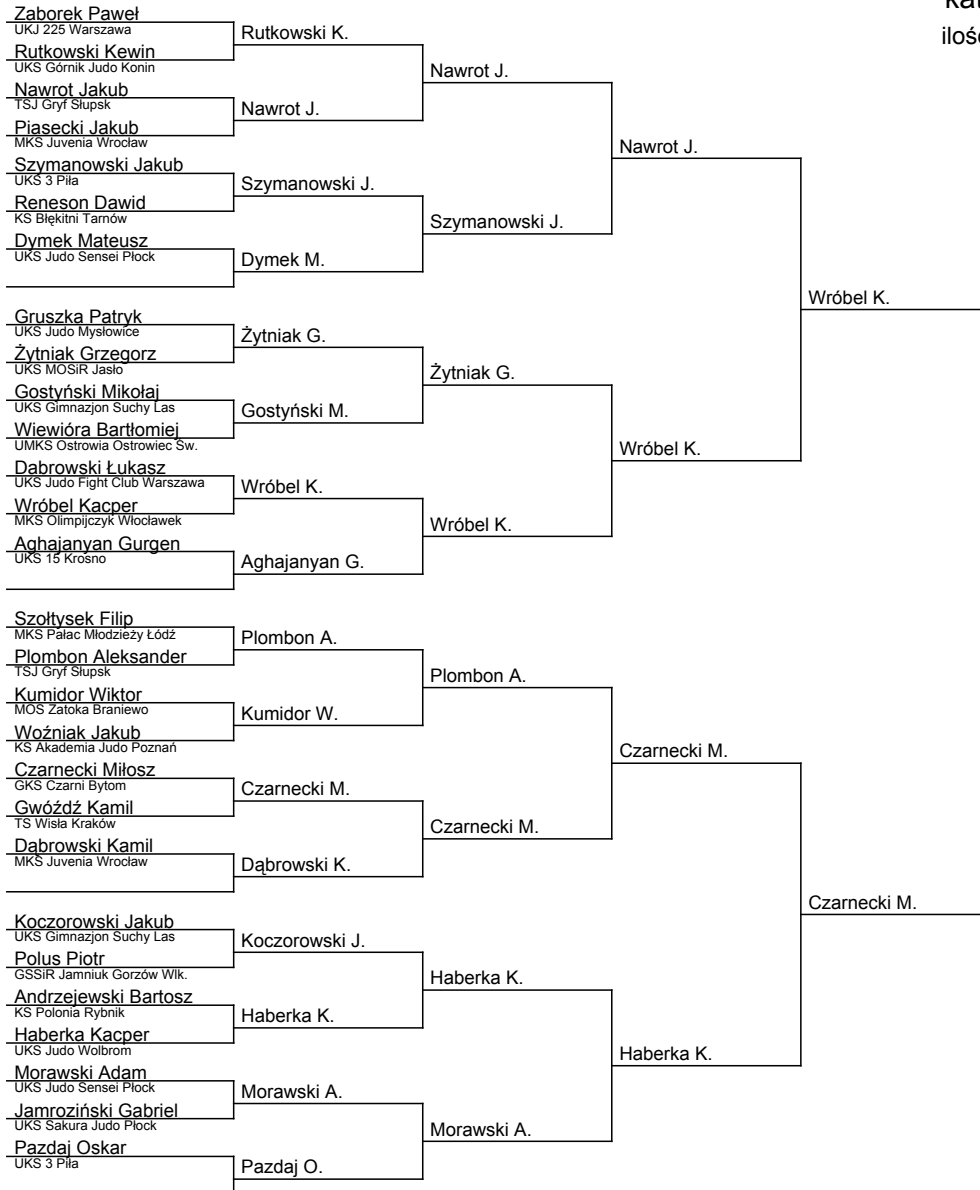 Zaborek Paweł
UKJ 225 Warszawa
Rutkowski K.
Rutkowski Kewin
UKS Górnik Judo Konin
Nawrot J.
Nawrot Jakub
TSJ Gryf Słupsk
Nawrot J.
Piasecki Jakub
MKS Juvenia Wrocław
Nawrot J.
Szymanowski Jakub
UKS 3 Piła
Szymanowski J.
Reneson Dawid
KS Błękitni Tarnów
Szymanowski J.
Dymek Mateusz
UKS Judo Sensei Płock
Dymek M.
Wróbel K.
Gruszka Patryk
UKS Judo Mysłowice
Żytniak G.
Żytniak Grzegorz
UKS MOSiR Jasło
Żytniak G.
Gostyński Mikołaj
UKS Gimnazjon Suchy Las
Gostyński M.
Wiewióra Bartłomiej
UMKS Ostrowia Ostrowiec Św.
Wróbel K.
Dabrowski Łukasz
UKS Judo Fight Club Warszawa
Wróbel K.
Wróbel Kacper
MKS Olimpijczyk Włocławek
Wróbel K.
Aghajanyan Gurgen
UKS 15 Krosno
Aghajanyan G.
Szołtysek Filip
MKS Pałac Młodzieży Łódź
Plombon A.
Plombon Aleksander
TSJ Gryf Słupsk
Plombon A.
Kumidor Wiktor
MOS Zatoka Braniewo
Kumidor W.
Woźniak Jakub
KS Akademia Judo Poznań
Czarnecki M.
Czarnecki Miłosz
GKS Czarni Bytom
Czarnecki M.
Gwóźdź Kamil
TS Wisła Kraków
Czarnecki M.
Dąbrowski Kamil
MKS Juvenia Wrocław
Dąbrowski K.
Czarnecki M.
Koczorowski Jakub
UKS Gimnazjon Suchy Las
Koczorowski J.
Polus Piotr
GSSiR Jamniuk Gorzów Wlk.
Haberka K.
Andrzejewski Bartosz
KS Polonia Rybnik
Haberka K.
Haberka Kacper
UKS Judo Wolbrom
Haberka K.
Morawski Adam
UKS Judo Sensei Płock
Morawski A.
Jamroziński Gabriel
UKS Sakura Judo Płock
Morawski A.
Pazdaj Oskar
UKS 3 Piła
Pazdaj O.